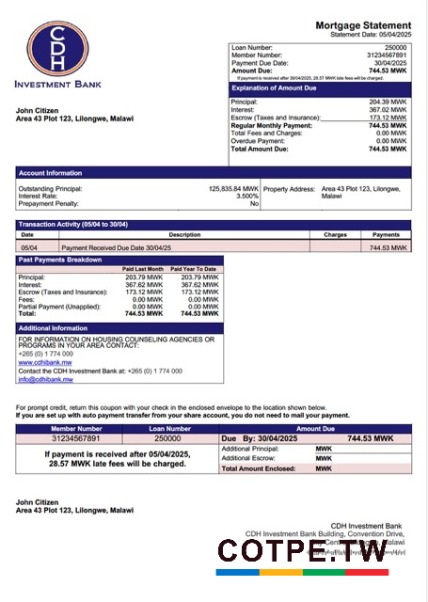 CDH
INVESTMENT BANK
Mortgage Statement
Statement Date: 05/04/2025
Loan Number: 250000
Member Number: 31234567891
Payment Due Date: 30/04/2025
Amount Due: 744.53 MWK
If payment is received after 30/04/2025, 28.57 MWK late fees will be charged.
Explanation of Amount Due
Principal: 204.39 MWK
Interest: 367.02 MWK
Escrow (Taxes and Insurance): 173.12 MWK
Regular Monthly Payment: 744.53 MWK
Total Fees and Charges: 0.00 MWK
Overdue Payment: 0.00 MWK
Total Amount Due: 744.53 MWK
John Citizen
Area 43 Plot 123, Lilongwe, Malawi
Account Information
Outstanding Principal: 125,835.84 MWK Property Address: Area 43 Plot 123, Lilongwe,
Interest Rate: 3.500% Malawi
Prepayment Penalty: No
Transaction Activity (05/04 to 30/04)
Date Description Charges Payments
05/04 Payment Received Due Date 30/04/25 744.53 MWK
Past Payments Breakdown
Paid Last Month Paid Year To Date
Principal: 203.79 MWK 203.79 MWK
Interest: 367.62 MWK 367.62 MWK
Escrow (Taxes and Insurance): 173.12 MWK 173.12 MWK
Fees: 0.00 MWK 0.00 MWK
Partial Payment (Unapplied): 0.00 MWK 0.00 MWK
Total: 744.53 MWK 744.53 MWK
Additional Information
FOR INFORMATION ON HOUSING COUNSELING AGENCIES OR
PROGRAMS IN YOUR AREA CONTACT:
+265 (0) 1 774 000
www.cdhibank.mw
Contact the CDH Investment Bank at: +265 (0) 1 774 000
info@cdhibank.mw
For prompt credit, return this coupon with your check in the enclosed envelope to the location shown below.
If you are set up with auto payment transfer from your share account, you do not need to mail your payment.
Member Number Loan Number Amount Due
31234567891 250000 Due By: 30/04/2025 744.53 MWK
If payment is received after 05/04/2025,
28.57 MWK late fees will be charged.
Additional Principal: MWK
Additional Escrow: MWK
Total Amount Enclosed: MWK
John Citizen
Area 43 Plot 123, Lilongwe, Malawi
CDH Investment Bank
CDH Investment Bank Building, Convention Drive,
Malawi
COTPE.TW